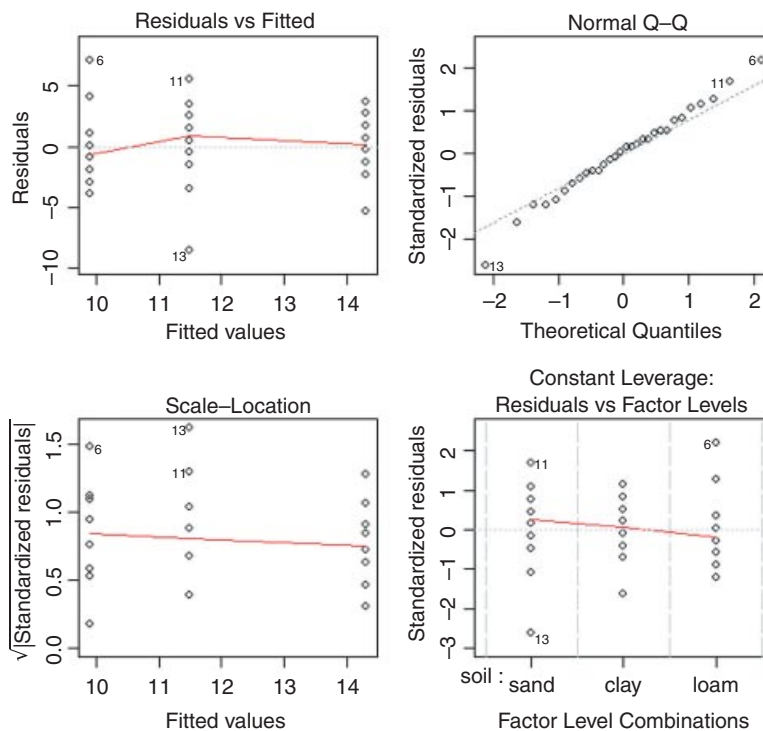 Residuals vs Fitted
Residuals
5
0
−5
−10
6
11
13
10 11 12 13 14
Fitted values
Normal Q–Q
Standardized residuals
2
1
0
−1
−2
6
11
13
−2 −1 0 1 2
Theoretical Quantiles
Scale–Location
√|Standardized residuals|
1.5
1.0
0.5
0.0
6
13
11
10 11 12 13 14
Fitted values
Constant Leverage:
Residuals vs Factor Levels
Standardized residuals
2
1
0
−1
−2
−3
11
6
13
soil :
sand clay loam
Factor Level Combinations